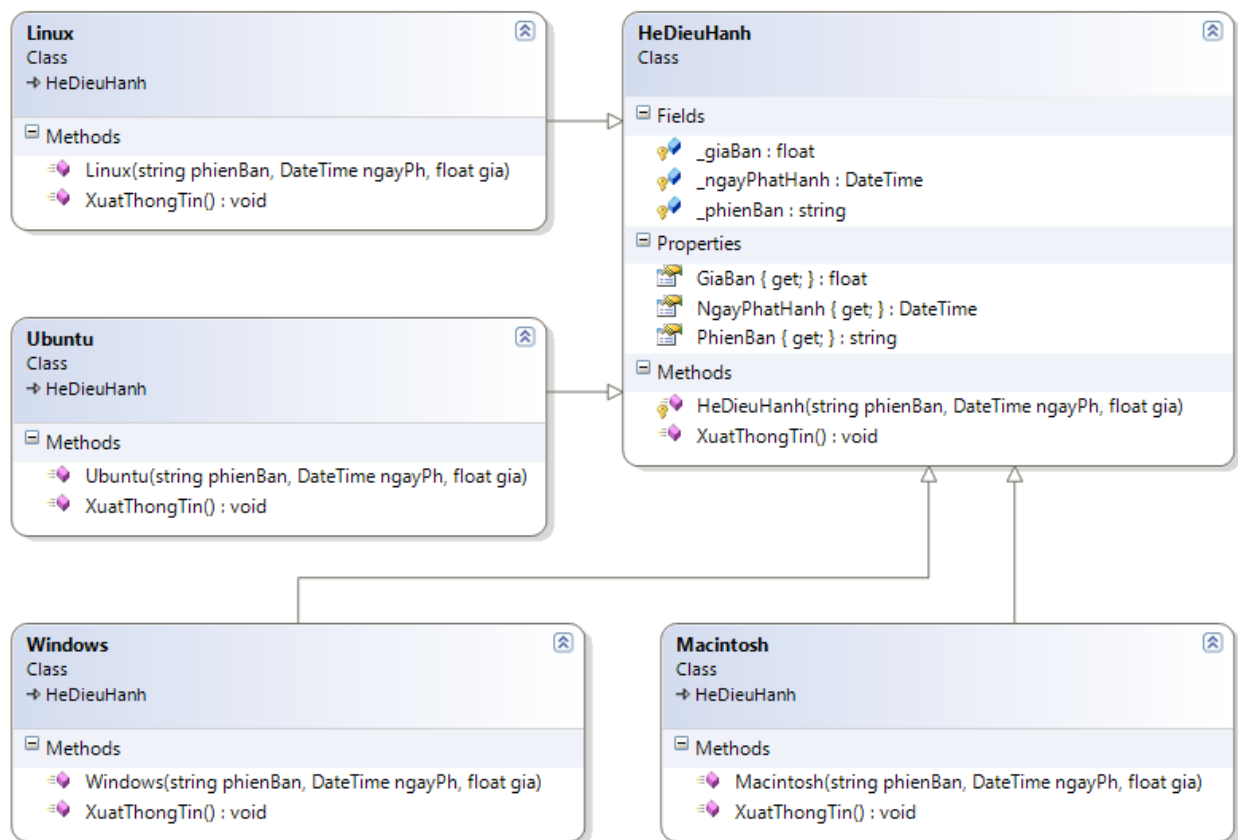 Linux
Class
HeDieuHanh
Methods
Linux(string phienBan, DateTime ngayPh, float gia)
XuatThongTin() : void
HeDieuHanh
Class
Fields
_giaBan : float
_ngayPhatHanh : DateTime
_phienBan : string
Properties
GiaBan { get; } : float
NgayPhatHanh { get; } : DateTime
PhienBan { get; } : string
Methods
HeDieuHanh(string phienBan, DateTime ngayPh, float gia)
XuatThongTin() : void
Ubuntu
Class
HeDieuHanh
Methods
Ubuntu(string phienBan, DateTime ngayPh, float gia)
XuatThongTin() : void
Windows
Class
HeDieuHanh
Methods
Windows(string phienBan, DateTime ngayPh, float gia)
XuatThongTin() : void
Macintosh
Class
HeDieuHanh
Methods
Macintosh(string phienBan, DateTime ngayPh, float gia)
XuatThongTin() : void